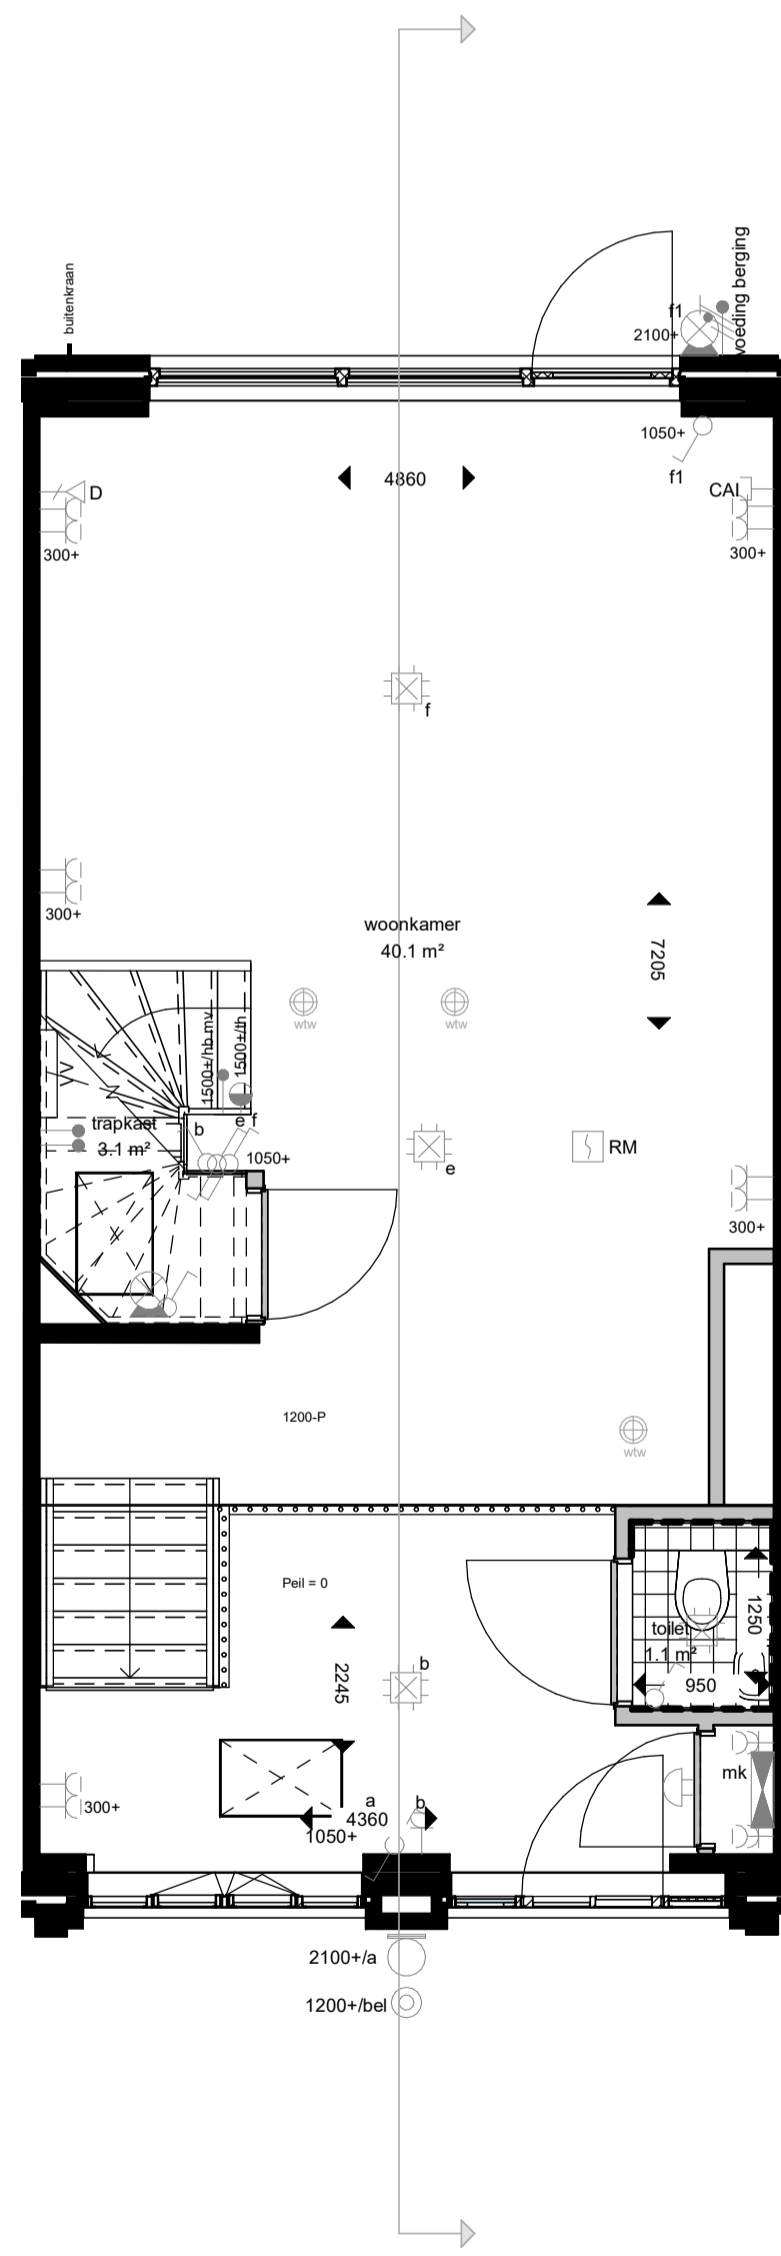 buitenkraan
voeding berging
f1
2100+
1050+
f1
4860
D
CAI
300+
300+
f
300+
woonkamer
40.1 m²
7205
wtw
wtw
1500+/hb mv
1500+/th
trapkast
3.1 m²
b
e f
1050+
e
RM
300+
1200-P
wtw
Peil = 0
toilet
1.1 m²
1250
950
2245
b
mk
a
b
4360
1050+
300+
2100+/a
1200+/bel